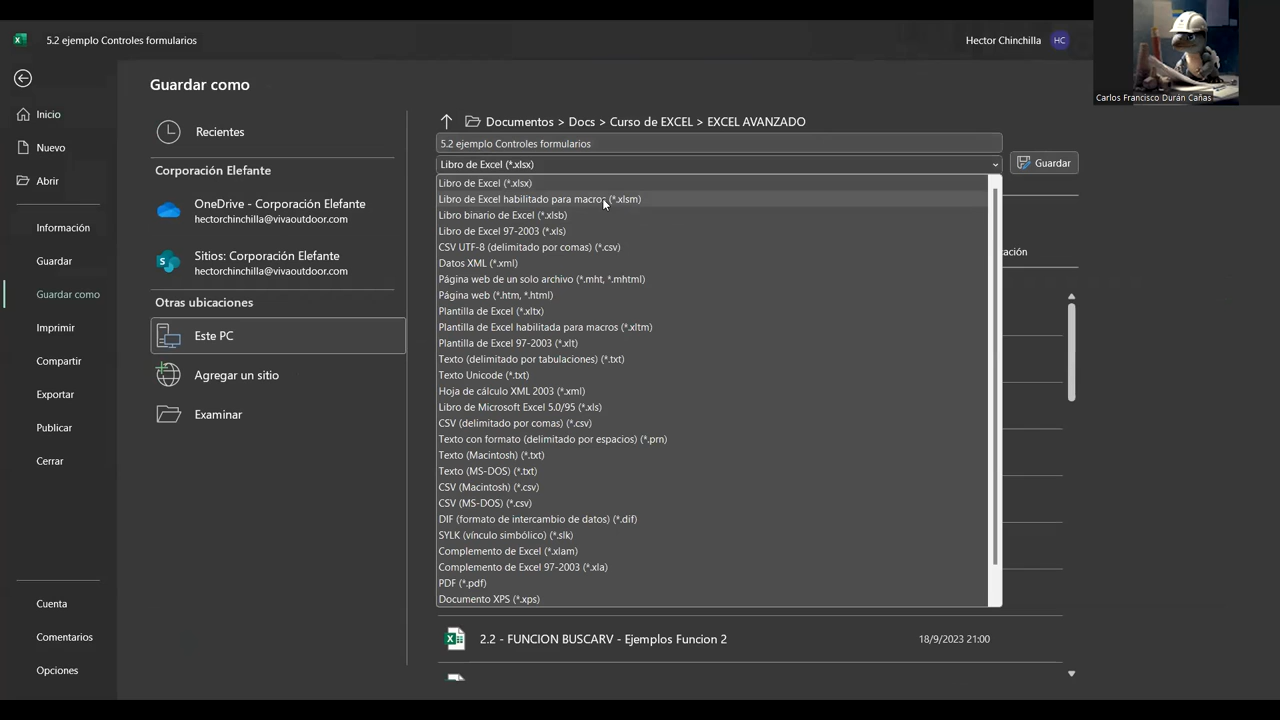 5.2 ejemplo Controles formularios
Hector Chinchilla
HC
Carlos Francisco Durán Cañas
Guardar como
Inicio
Nuevo
Abrir
Información
Guardar
Guardar como
Imprimir
Compartir
Exportar
Publicar
Cerrar
Cuenta
Comentarios
Opciones
Recientes
Corporación Elefante
OneDrive - Corporación Elefante
hectorchinchilla@vivaoutdoor.com
Sitios: Corporación Elefante
hectorchinchilla@vivaoutdoor.com
Otras ubicaciones
Este PC
Agregar un sitio
Examinar
Documentos > Docs > Curso de EXCEL > EXCEL AVANZADO
5.2 ejemplo Controles formularios
Libro de Excel (*.xlsx)
Guardar
Libro de Excel (*.xlsx)
Libro de Excel habilitado para macros (*.xlsm)
Libro binario de Excel (*.xlsb)
Libro de Excel 97-2003 (*.xls)
CSV UTF-8 (delimitado por comas) (*.csv)
Datos XML (*.xml)
Página web de un solo archivo (*.mht, *.mhtml)
Página web (*.htm, *.html)
Plantilla de Excel (*.xltx)
Plantilla de Excel habilitada para macros (*.xltm)
Plantilla de Excel 97-2003 (*.xlt)
Texto (delimitado por tabulaciones) (*.txt)
Texto Unicode (*.txt)
Hoja de cálculo XML 2003 (*.xml)
Libro de Microsoft Excel 5.0/95 (*.xls)
CSV (delimitado por comas) (*.csv)
Texto con formato (delimitado por espacios) (*.prn)
Texto (Macintosh) (*.txt)
Texto (MS-DOS) (*.txt)
CSV (Macintosh) (*.csv)
CSV (MS-DOS) (*.csv)
DIF (formato de intercambio de datos) (*.dif)
SYLK (vínculo simbólico) (*.slk)
Complemento de Excel (*.xlam)
Complemento de Excel 97-2003 (*.xla)
PDF (*.pdf)
Documento XPS (*.xps)
2.2 - FUNCION BUSCARV - Ejemplos Funcion 2
18/9/2023 21:00